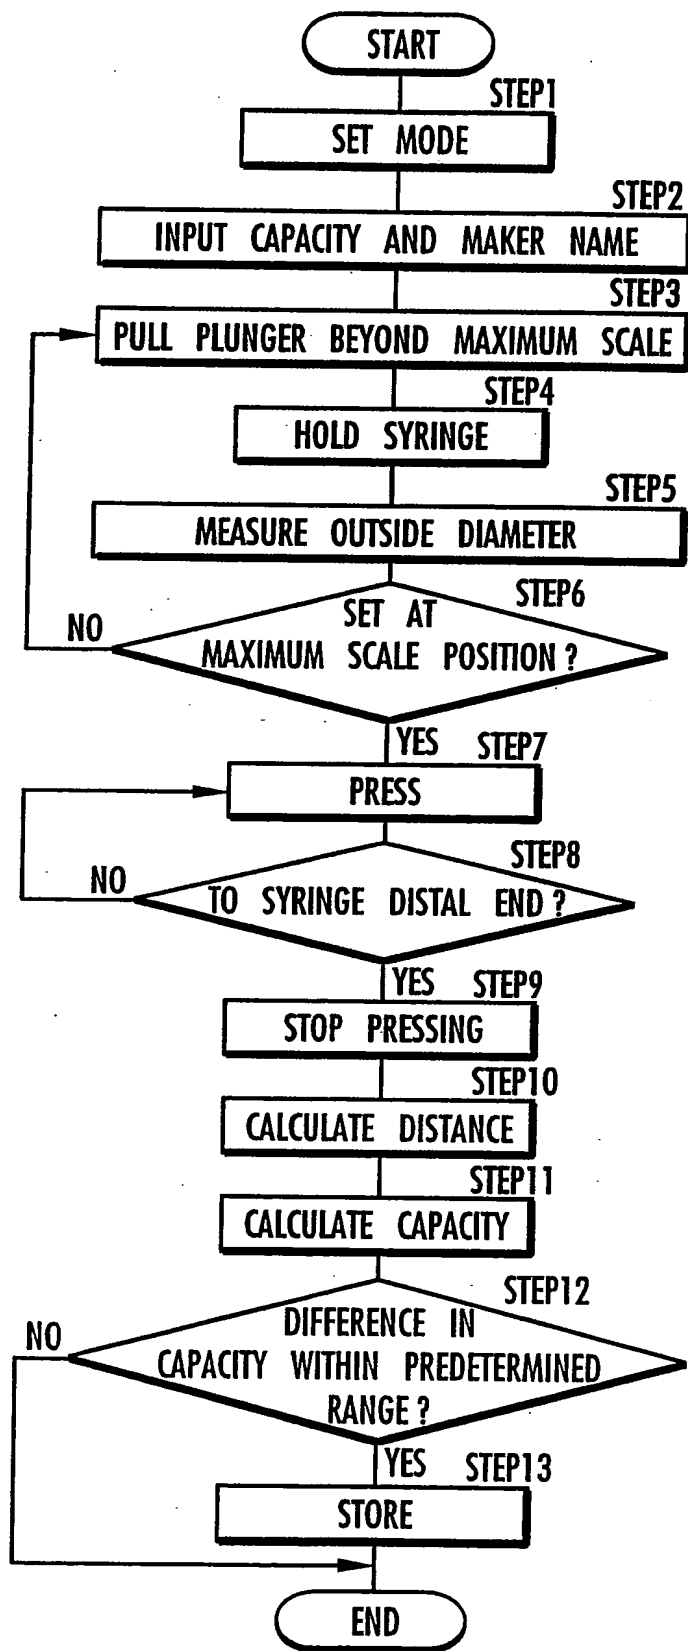 START
STEP1
SET MODE
STEP2
INPUT CAPACITY AND MAKER NAME
STEP3
PULL PLUNGER BEYOND MAXIMUM SCALE
STEP4
HOLD SYRINGE
STEP5
MEASURE OUTSIDE DIAMETER
STEP6
SET AT
MAXIMUM SCALE POSITION?
NO
YES
STEP7
PRESS
STEP8
TO SYRINGE DISTAL END?
NO
YES
STEP9
STOP PRESSING
STEP10
CALCULATE DISTANCE
STEP11
CALCULATE CAPACITY
STEP12
DIFFERENCE IN
CAPACITY WITHIN PREDETERMINED
RANGE?
NO
YES
STEP13
STORE
END